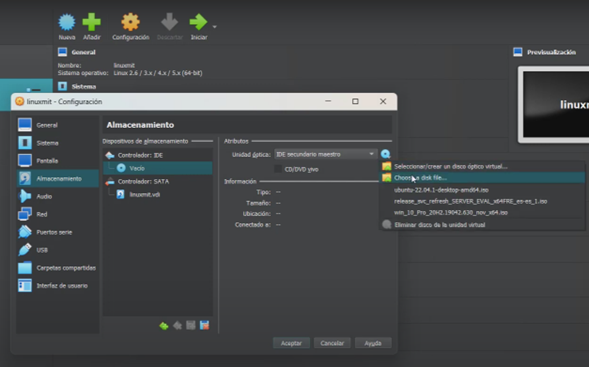 Nueva Añadir Configuración Descartar Iniciar
General
Nombre: linuxmit
Sistema operativo: Linux 2.6 / 3.x / 4.x / 5.x (64-bit)
Sistema
Previsualización
linuxmit - Configuración
General
Sistema
Pantalla
Almacenamiento
Audio
Red
Puertos serie
USB
Carpetas compartidas
Interfaz de usuario
Almacenamiento
Dispositivos de almacenamiento
Controlador: IDE
Vacío
Controlador: SATA
linuxmit.vdi
Atributos
Unidad óptica: IDE secundario maestro
CD/DVD vivo
Información
Tipo: --
Tamaño: --
Ubicación: --
Conectado a: --
Seleccionar/crear un disco óptico virtual...
Choose a disk file...
ubuntu-22.04.1-desktop-amd64.iso
release_svc_refresh_SERVER_EVAL_x64FRE_es-es_1.iso
win_10_Pro_20H2.19042.630_nov_x64.iso
Eliminar disco de la unidad virtual
Aceptar Cancelar Ayuda